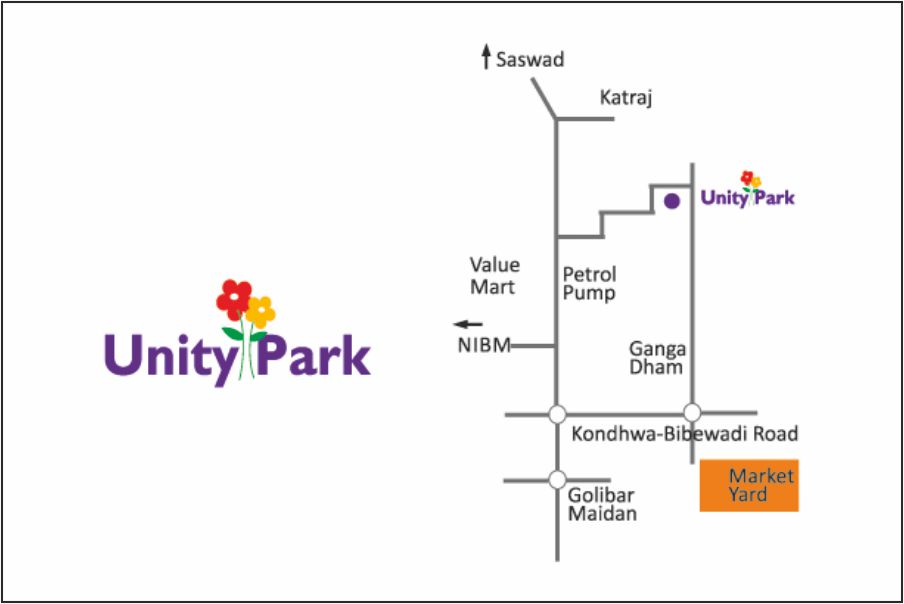 Saswad
Katraj
Unity Park
Value
Mart
Petrol
Pump
Unity Park
NIBM
Ganga
Dham
Kondhwa-Bibewadi Road
Market
Yard
Golibar
Maidan